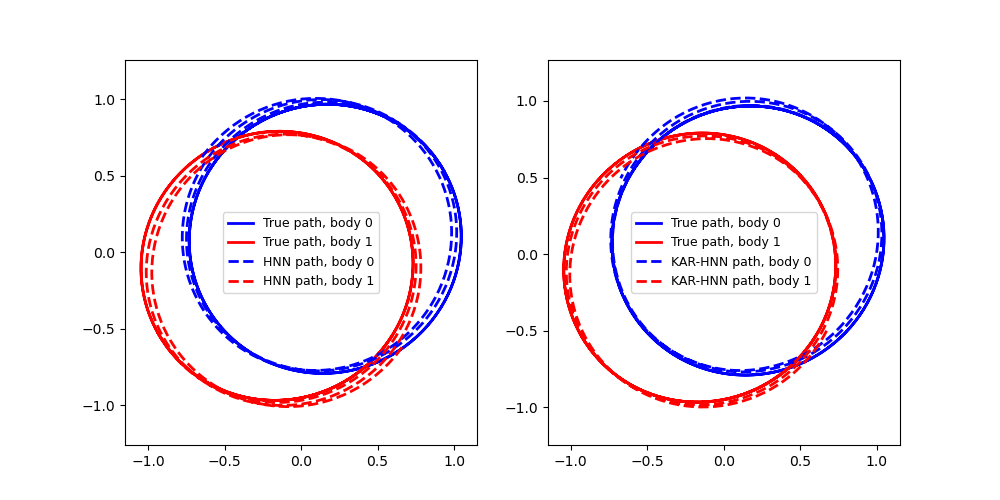 1.0
0.5
0.0
−0.5
−1.0
True path, body 0
True path, body 1
HNN path, body 0
HNN path, body 1
−1.0 −0.5 0.0 0.5 1.0
1.0
0.5
0.0
−0.5
−1.0
True path, body 0
True path, body 1
KAR-HNN path, body 0
KAR-HNN path, body 1
−1.0 −0.5 0.0 0.5 1.0